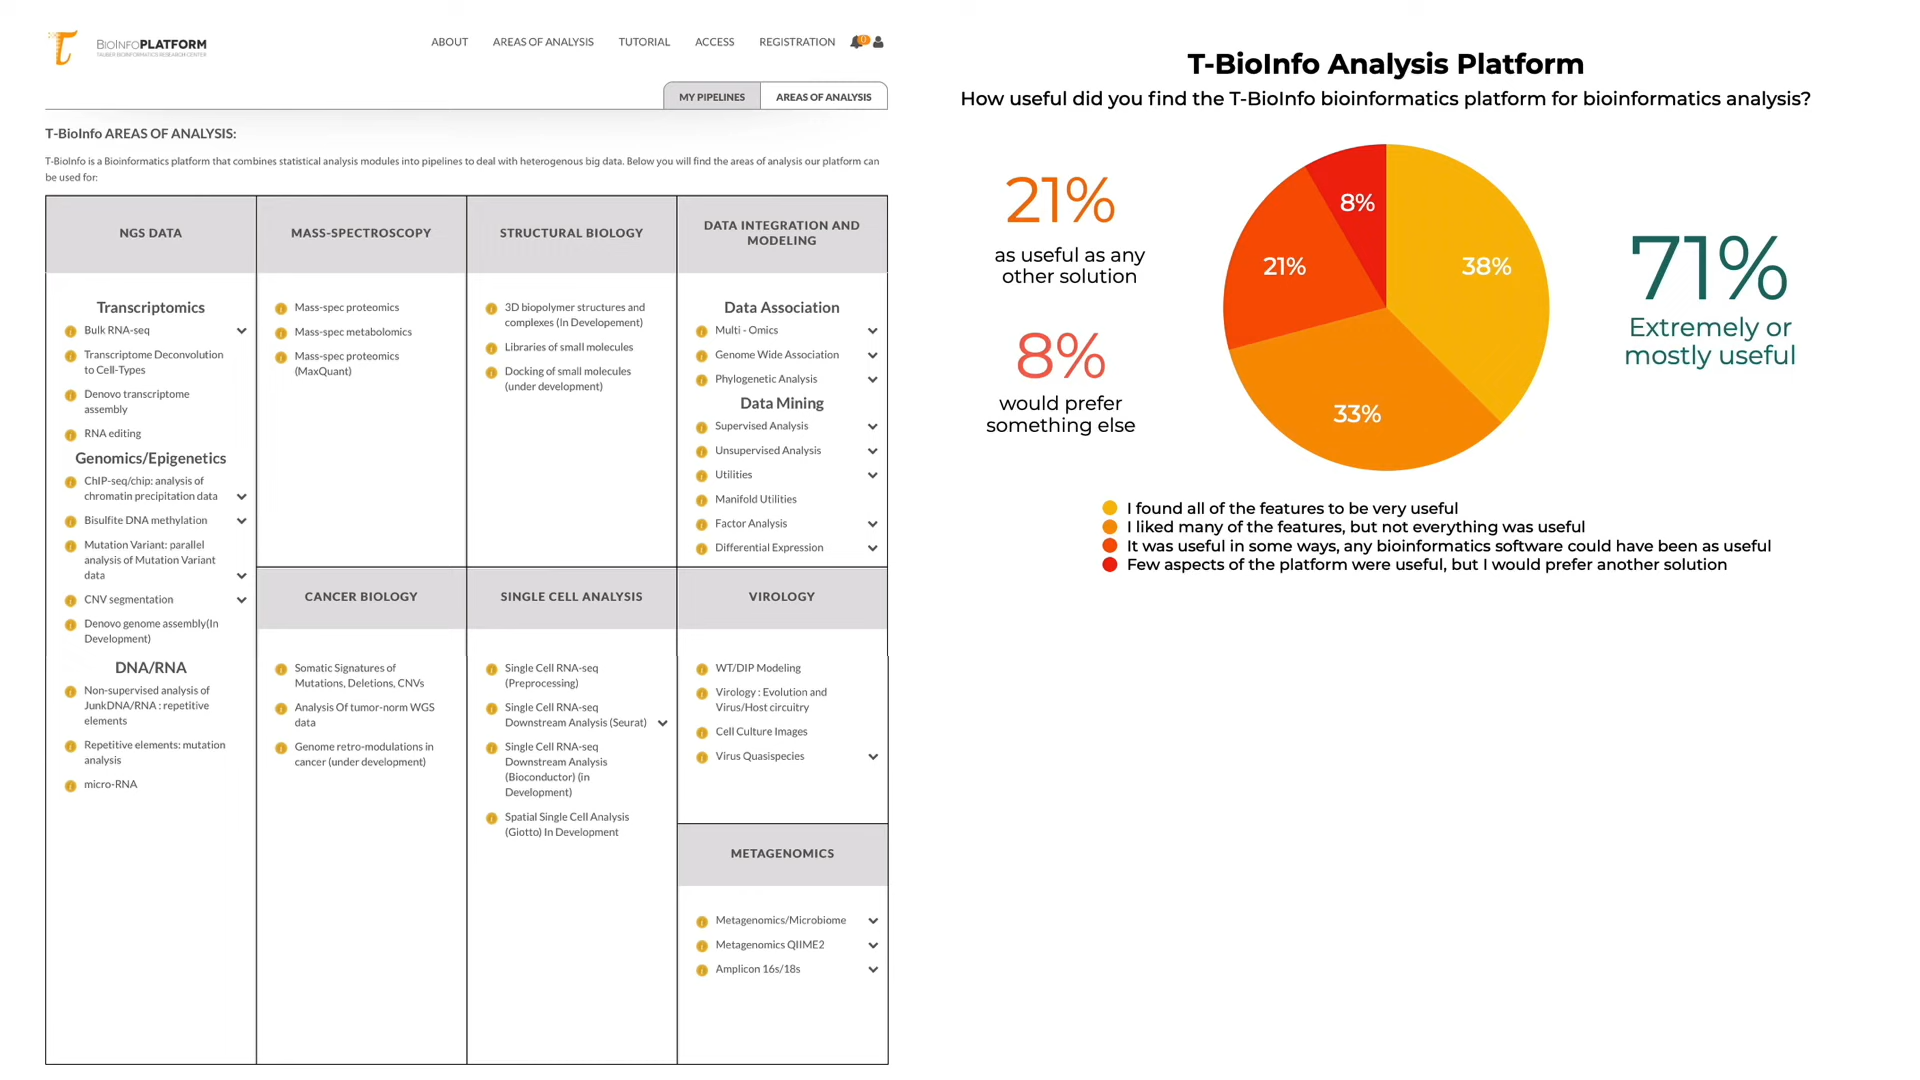 BIOINFOPLATFORM
TAUBER BIOINFORMATICS RESEARCH CENTER
ABOUT
AREAS OF ANALYSIS
TUTORIAL
ACCESS
REGISTRATION
0
MY PIPELINES
AREAS OF ANALYSIS
T-BioInfo AREAS OF ANALYSIS:
T-BioInfo is a Bioinformatics platform that combines statistical analysis modules into pipelines to deal with heterogenous big data. Below you will find the areas of analysis our platform can
be used for:
NGS DATA
Transcriptomics
Bulk RNA-seq
Transcriptome Deconvolution
to Cell-Types
Denovo transcriptome
assembly
RNA editing
Genomics/Epigenetics
ChIP-seq/chip: analysis of
chromatin precipitation data
Bisulfite DNA methylation
Mutation Variant: parallel
analysis of Mutation Variant
data
CNV segmentation
Denovo genome assembly(In
Development)
DNA/RNA
Non-supervised analysis of
JunkDNA/RNA : repetitive
elements
Repetitive elements: mutation
analysis
micro-RNA
MASS-SPECTROSCOPY
Mass-spec proteomics
Mass-spec metabolomics
Mass-spec proteomics
(MaxQuant)
STRUCTURAL BIOLOGY
3D biopolymer structures and
complexes (In Developement)
Libraries of small molecules
Docking of small molecules
(under development)
DATA INTEGRATION AND
MODELING
Data Association
Multi - Omics
Genome Wide Association
Phylogenetic Analysis
Data Mining
Supervised Analysis
Unsupervised Analysis
Utilities
Manifold Utilities
Factor Analysis
Differential Expression
CANCER BIOLOGY
Somatic Signatures of
Mutations, Deletions, CNVs
Analysis Of tumor-norm WGS
data
Genome retro-modulations in
cancer (under development)
SINGLE CELL ANALYSIS
Single Cell RNA-seq
(Preprocessing)
Single Cell RNA-seq
Downstream Analysis (Seurat)
Single Cell RNA-seq
Downstream Analysis
(Bioconductor) (in
Development)
Spatial Single Cell Analysis
(Giotto) In Development
VIROLOGY
WT/DIP Modeling
Virology : Evolution and
Virus/Host circuitry
Cell Culture Images
Virus Quasispecies
METAGENOMICS
Metagenomics/Microbiome
Metagenomics QIIME2
Amplicon 16s/18s
T-BioInfo Analysis Platform
How useful did you find the T-BioInfo bioinformatics platform for bioinformatics analysis?
21%
as useful as any
other solution
8%
would prefer
something else
8%
21%
38%
33%
71%
Extremely or
mostly useful
I found all of the features to be very useful
I liked many of the features, but not everything was useful
It was useful in some ways, any bioinformatics software could have been as useful
Few aspects of the platform were useful, but I would prefer another solution